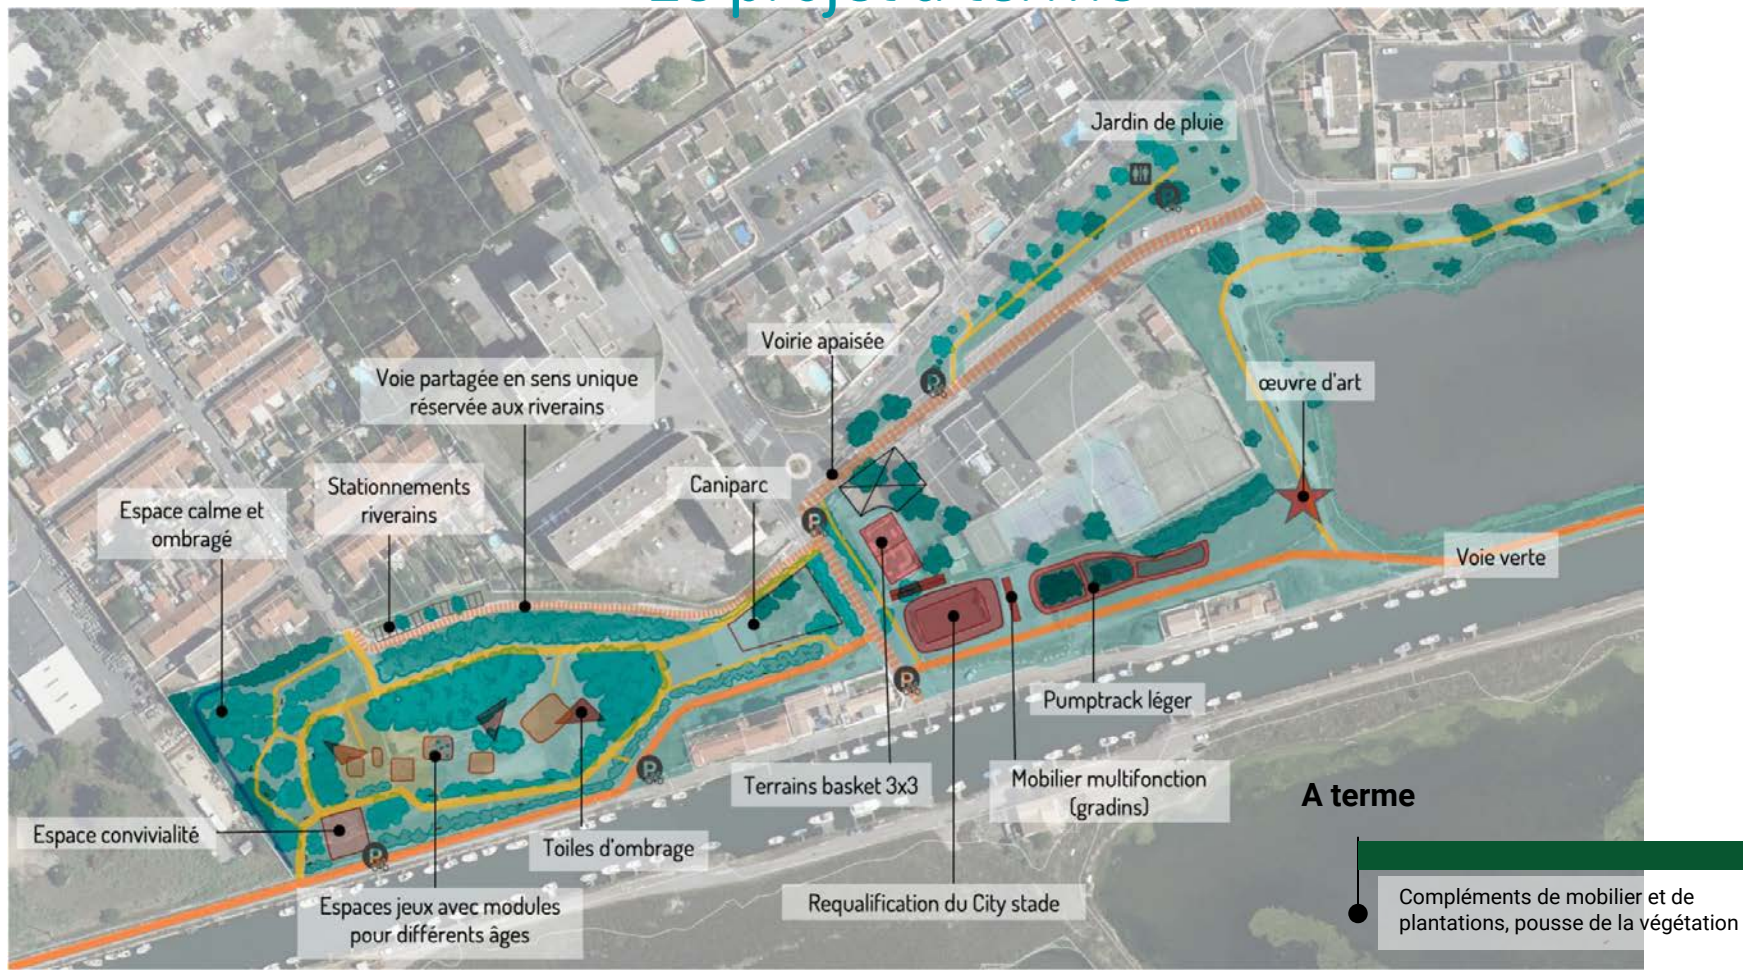 Le projet à terme
Jardin de pluie
Voirie apaisée
Voie partagée en sens unique
réservée aux riverains
œuvre d'art
Stationnements
riverains
Caniparc
Espace calme et
ombragé
P
P
P
P
P
P
Voie verte
Pumptrack léger
Terrains basket 3x3
Mobilier multifonction
(gradins)
A terme
Espace convivialité
Toiles d'ombrage
Requalification du City stade
Espaces jeux avec modules
pour différents âges
Compléments de mobilier et de
plantations, pousse de la végétation